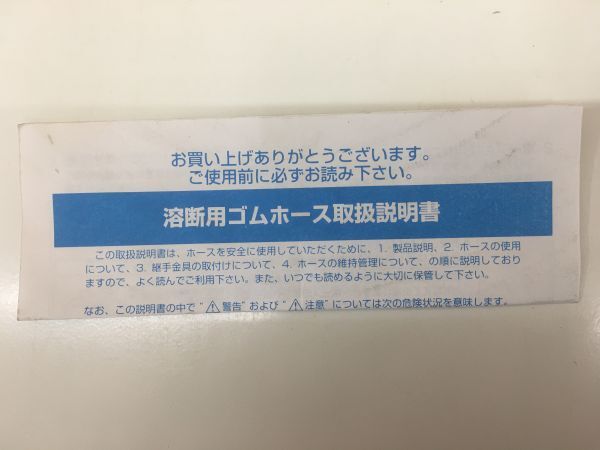 お買い上げありがとうございます。
ご使用前に必ずお読み下さい。
溶断用ゴムホース取扱説明書
この取扱説明書は、ホースを安全に使用していただくために、1. 製品説明、2. ホースの使用
について、3. 継手金具の取付けについて、4. ホースの維持管理について、の順に説明しており
ますので、よく読んでご利用下さい。また、いつでも読めるように大切に保管して下さい。
なお、この説明書の中で“⚠警告”および“⚠注意”については次の危険状況を意味します。